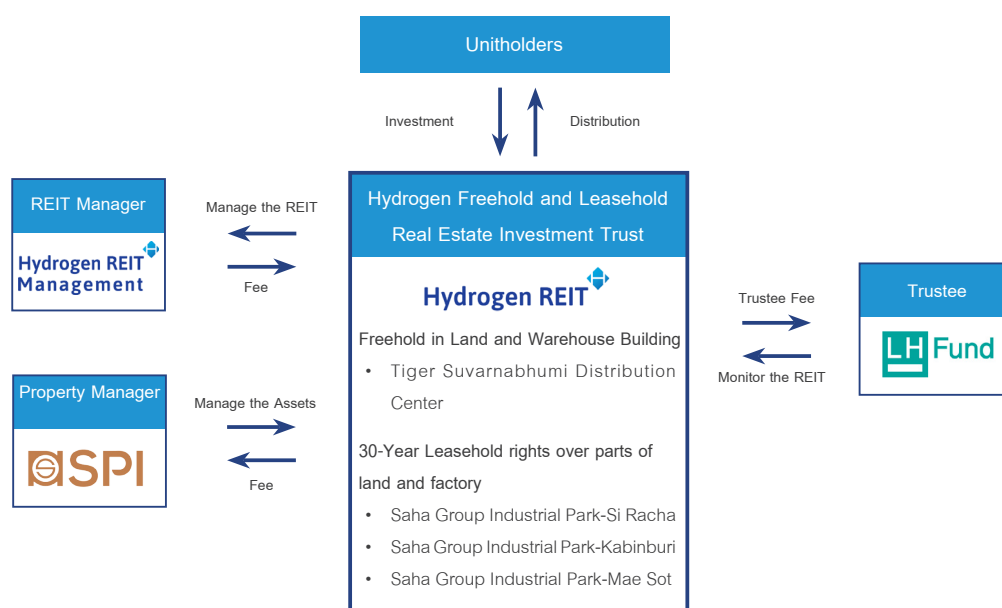 Unitholders
Investment
Distribution
REIT Manager
Hydrogen REIT
Management
Manage the REIT
Fee
Property Manager
SPI
Manage the Assets
Fee
Hydrogen Freehold and Leasehold
Real Estate Investment Trust
Hydrogen REIT
Freehold in Land and Warehouse Building
• Tiger Suvarnabhumi Distribution
Center
30-Year Leasehold rights over parts of
land and factory
• Saha Group Industrial Park-Si Racha
• Saha Group Industrial Park-Kabinburi
• Saha Group Industrial Park-Mae Sot
Trustee Fee
Monitor the REIT
Trustee
LH Fund